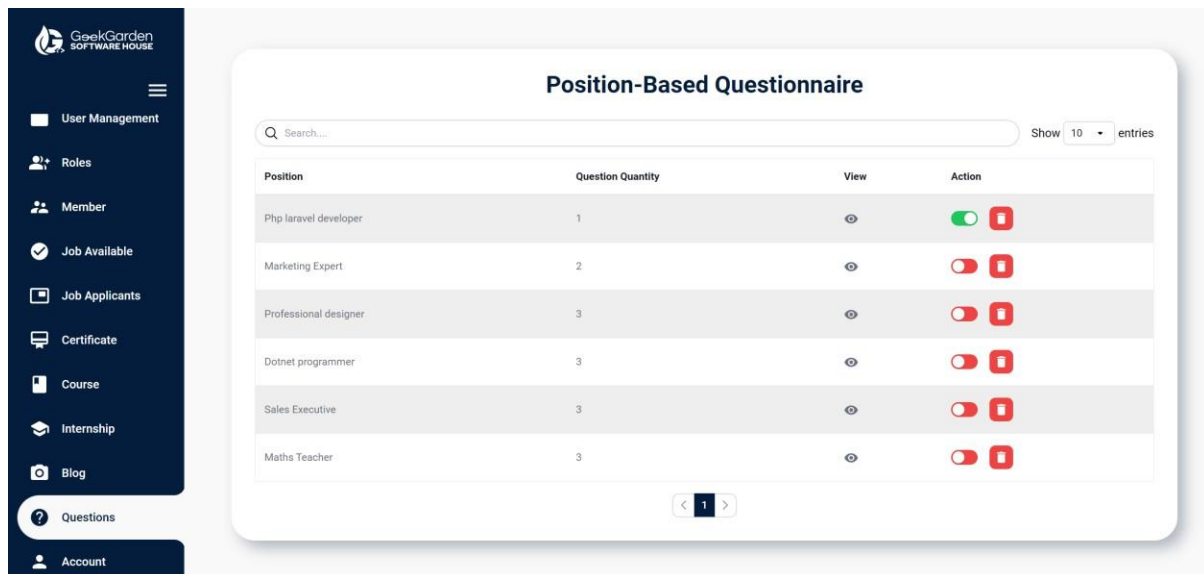 GeekGarden
SOFTWARE HOUSE
User Management
Roles
Member
Job Available
Job Applicants
Certificate
Course
Internship
Blog
Questions
Account
Position-Based Questionnaire
Search...
Show 10 entries
Position Question Quantity View Action
Php laravel developer 1
Marketing Expert 2
Professional designer 3
Dotnet programmer 3
Sales Executive 3
Maths Teacher 3
< 1 >